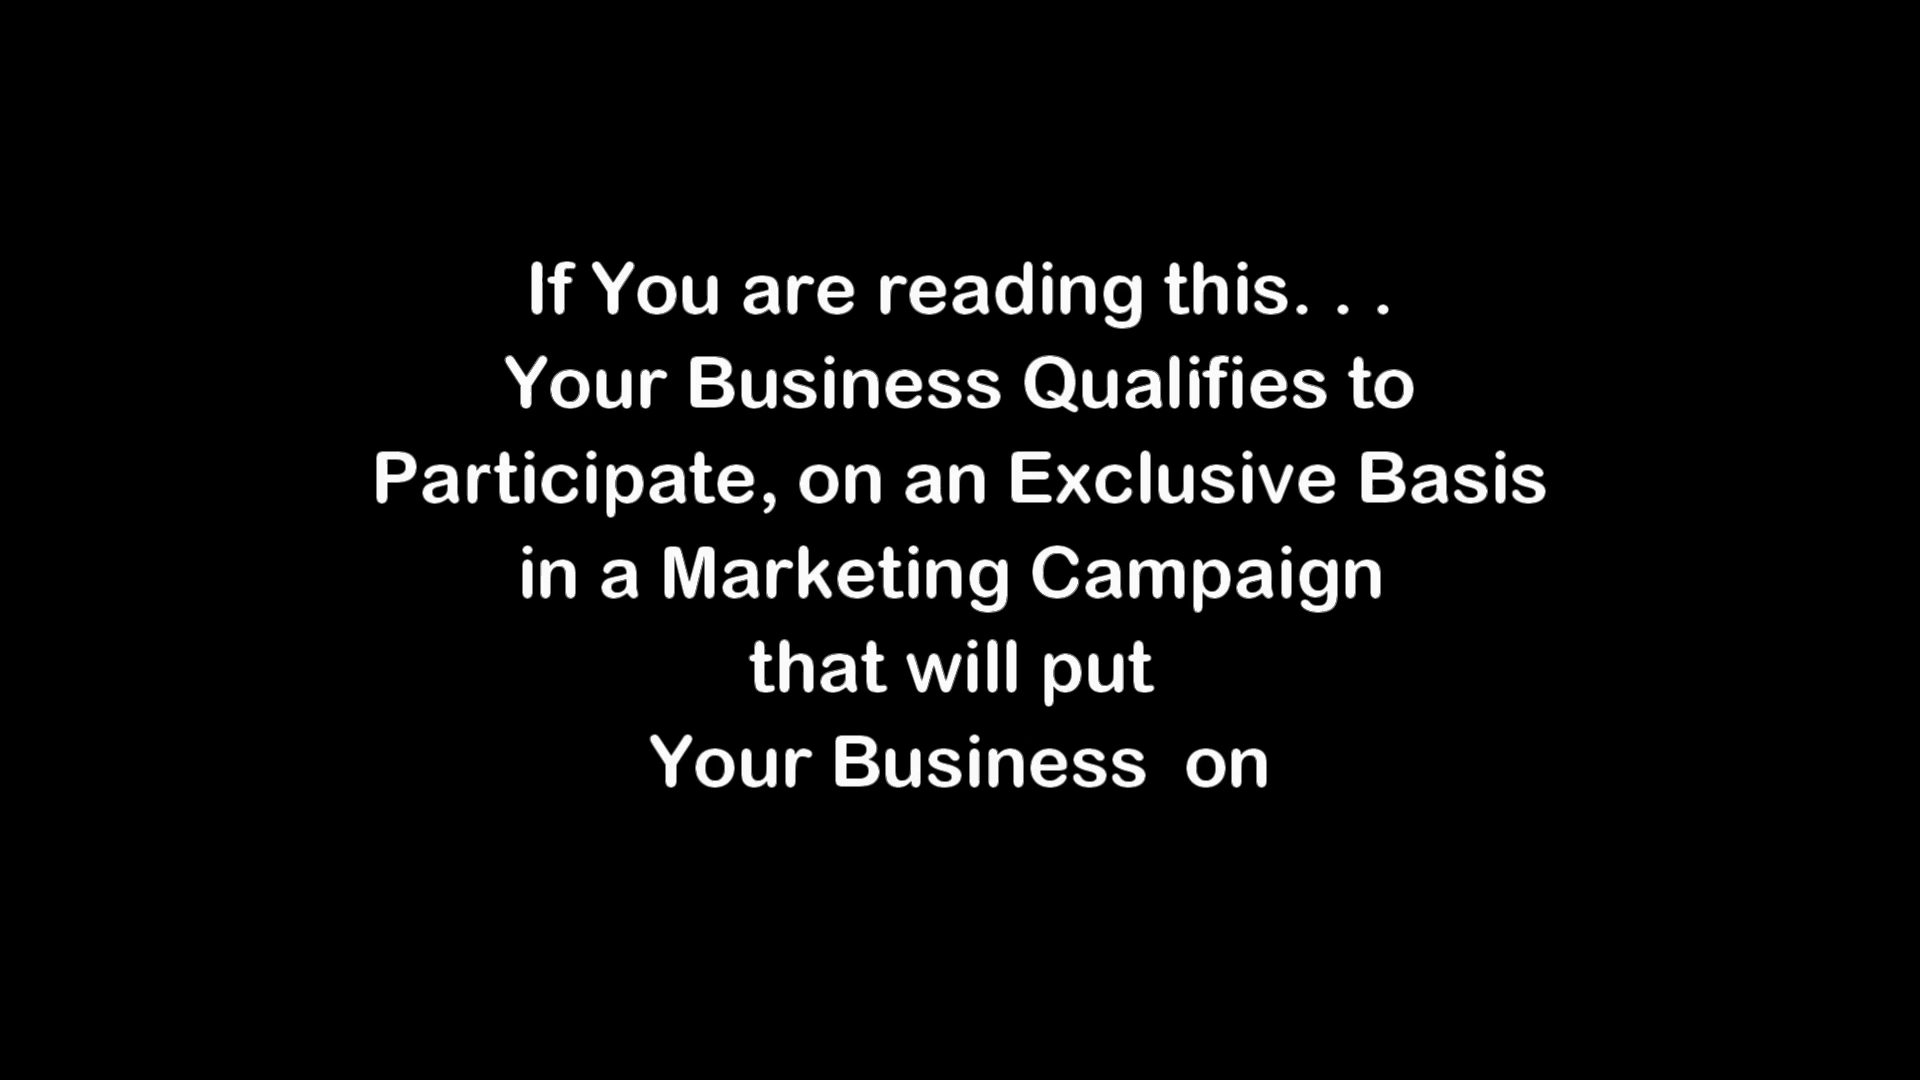 If You are reading this. . .
Your Business Qualifies to
Participate, on an Exclusive Basis
in a Marketing Campaign
that will put
Your Business  on